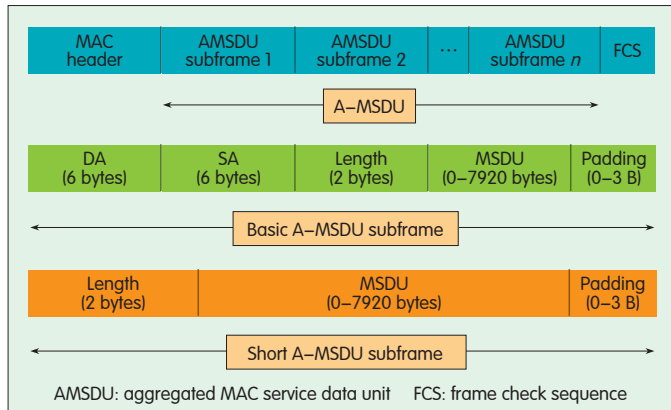 MAC header AMSDU subframe 1 AMSDU subframe 2 ... AMSDU subframe n FCS
A–MSDU
DA (6 bytes) SA (6 bytes) Length (2 bytes) MSDU (0–7920 bytes) Padding (0–3 B)
Basic A–MSDU subframe
Length (2 bytes) MSDU (0–7920 bytes) Padding (0–3 B)
Short A–MSDU subframe
AMSDU: aggregated MAC service data unit FCS: frame check sequence